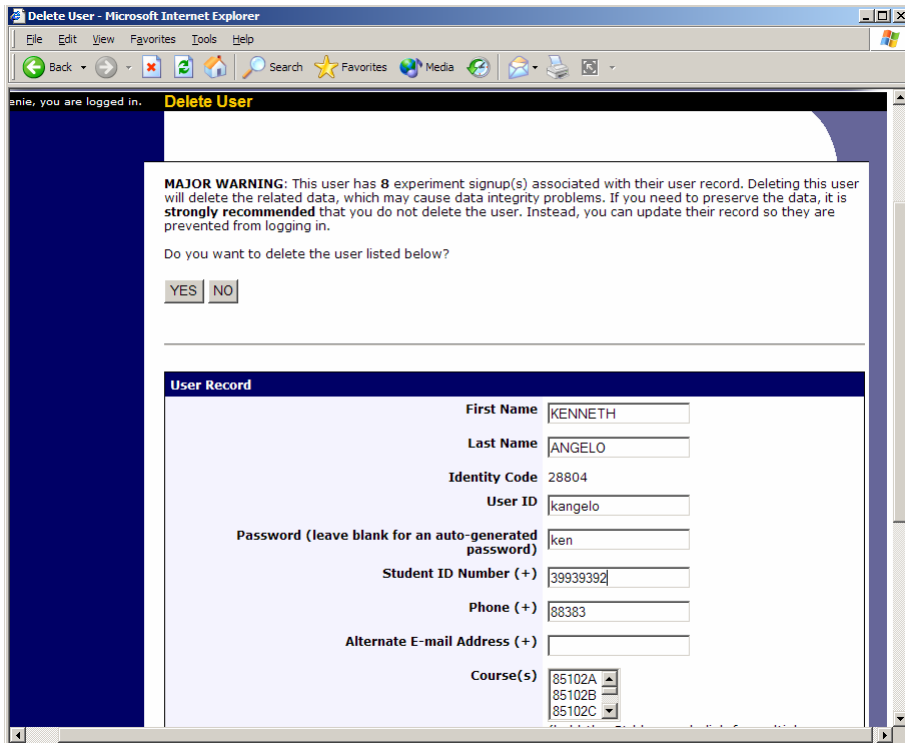 Delete User - Microsoft Internet Explorer
File Edit View Favorites Tools Help
Back Search Favorites Media
enie, you are logged in. Delete User
MAJOR WARNING: This user has 8 experiment signup(s) associated with their user record. Deleting this user
will delete the related data, which may cause data integrity problems. If you need to preserve the data, it is
strongly recommended that you do not delete the user. Instead, you can update their record so they are
prevented from logging in.
Do you want to delete the user listed below?
YES NO
User Record
First Name KENNETH
Last Name ANGELO
Identity Code 28804
User ID kangelo
Password (leave blank for an auto-generated
password) ken
Student ID Number (+) 39939392
Phone (+) 88383
Alternate E-mail Address (+)
Course(s) 85102A
85102B
85102C